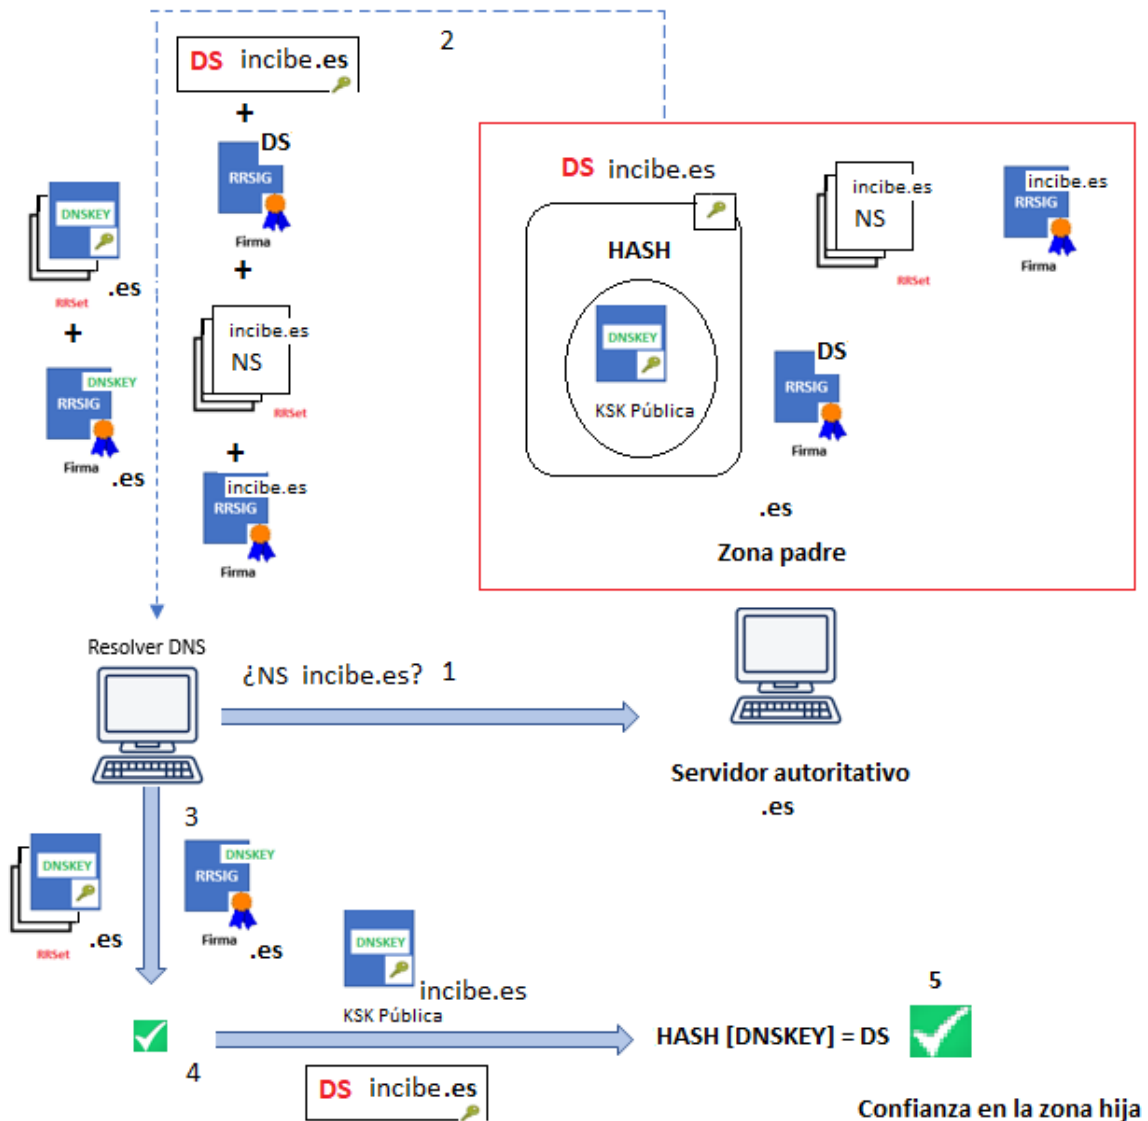 2
DS incibe.es
+
DS
RRSIG
Firma
+
DNSKEY
RRSet
.es
+
DNSKEY
RRSIG
Firma
.es
incibe.es
NS
RRSet
+
incibe.es
RRSIG
Firma
DS incibe.es
HASH
DNSKEY
KSK Pública
incibe.es
NS
RRSet
incibe.es
RRSIG
Firma
DS
RRSIG
Firma
.es
Zona padre
Resolver DNS
¿NS incibe.es? 1
Servidor autoritativo
.es
3
DNSKEY
RRSet
.es
DNSKEY
RRSIG
Firma
.es
DNSKEY
incibe.es
KSK Pública
4
DS incibe.es
5
HASH [DNSKEY] = DS
Confianza en la zona hija